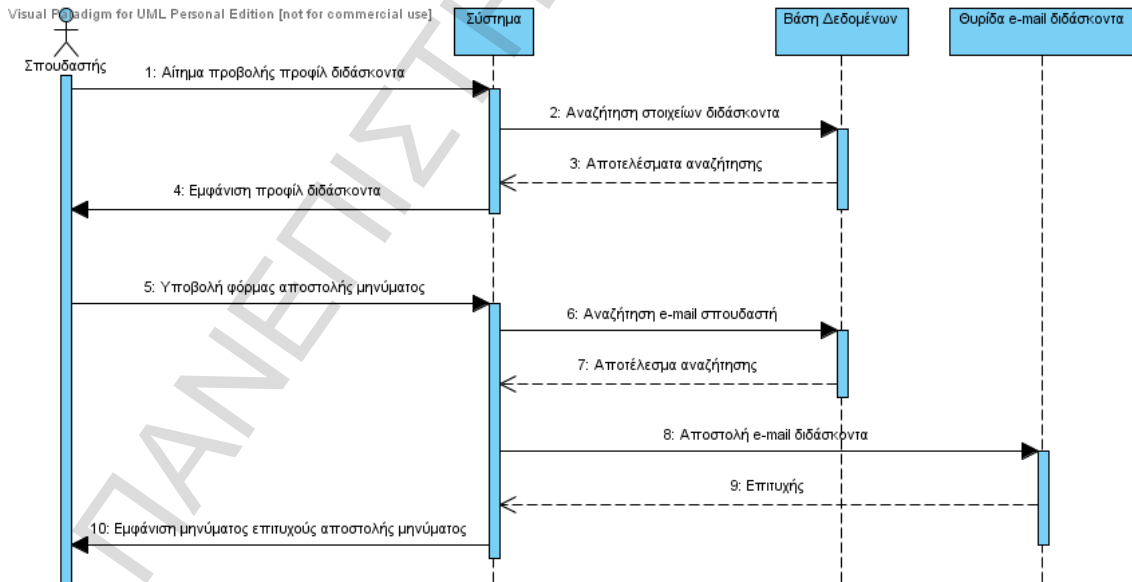 Visual Paradigm for UML Personal Edition [not for commercial use]
Σύστημα
Βάση Δεδομένων
Θυρίδα e-mail διδάσκοντα
Σπουδαστής
1: Αίτημα προβολής προφίλ διδάσκοντα
2: Αναζήτηση στοιχείων διδάσκοντα
3: Αποτελέσματα αναζήτησης
4: Εμφάνιση προφίλ διδάσκοντα
5: Υποβολή φόρμας αποστολής μηνύματος
6: Αναζήτηση e-mail σπουδαστή
7: Αποτέλεσμα αναζήτησης
8: Αποστολή e-mail διδάσκοντα
9: Επιτυχής
10: Εμφάνιση μηνύματος επιτυχούς αποστολής μηνύματος
ΠΑΝΕΠΙΣΤΗ